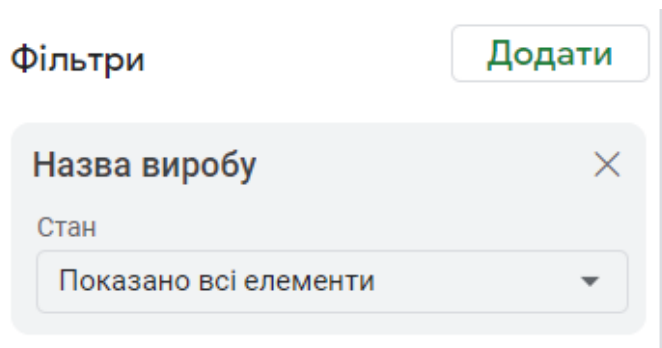 Фільтри
Додати
Назва виробу
Стан
Показано всі елементи